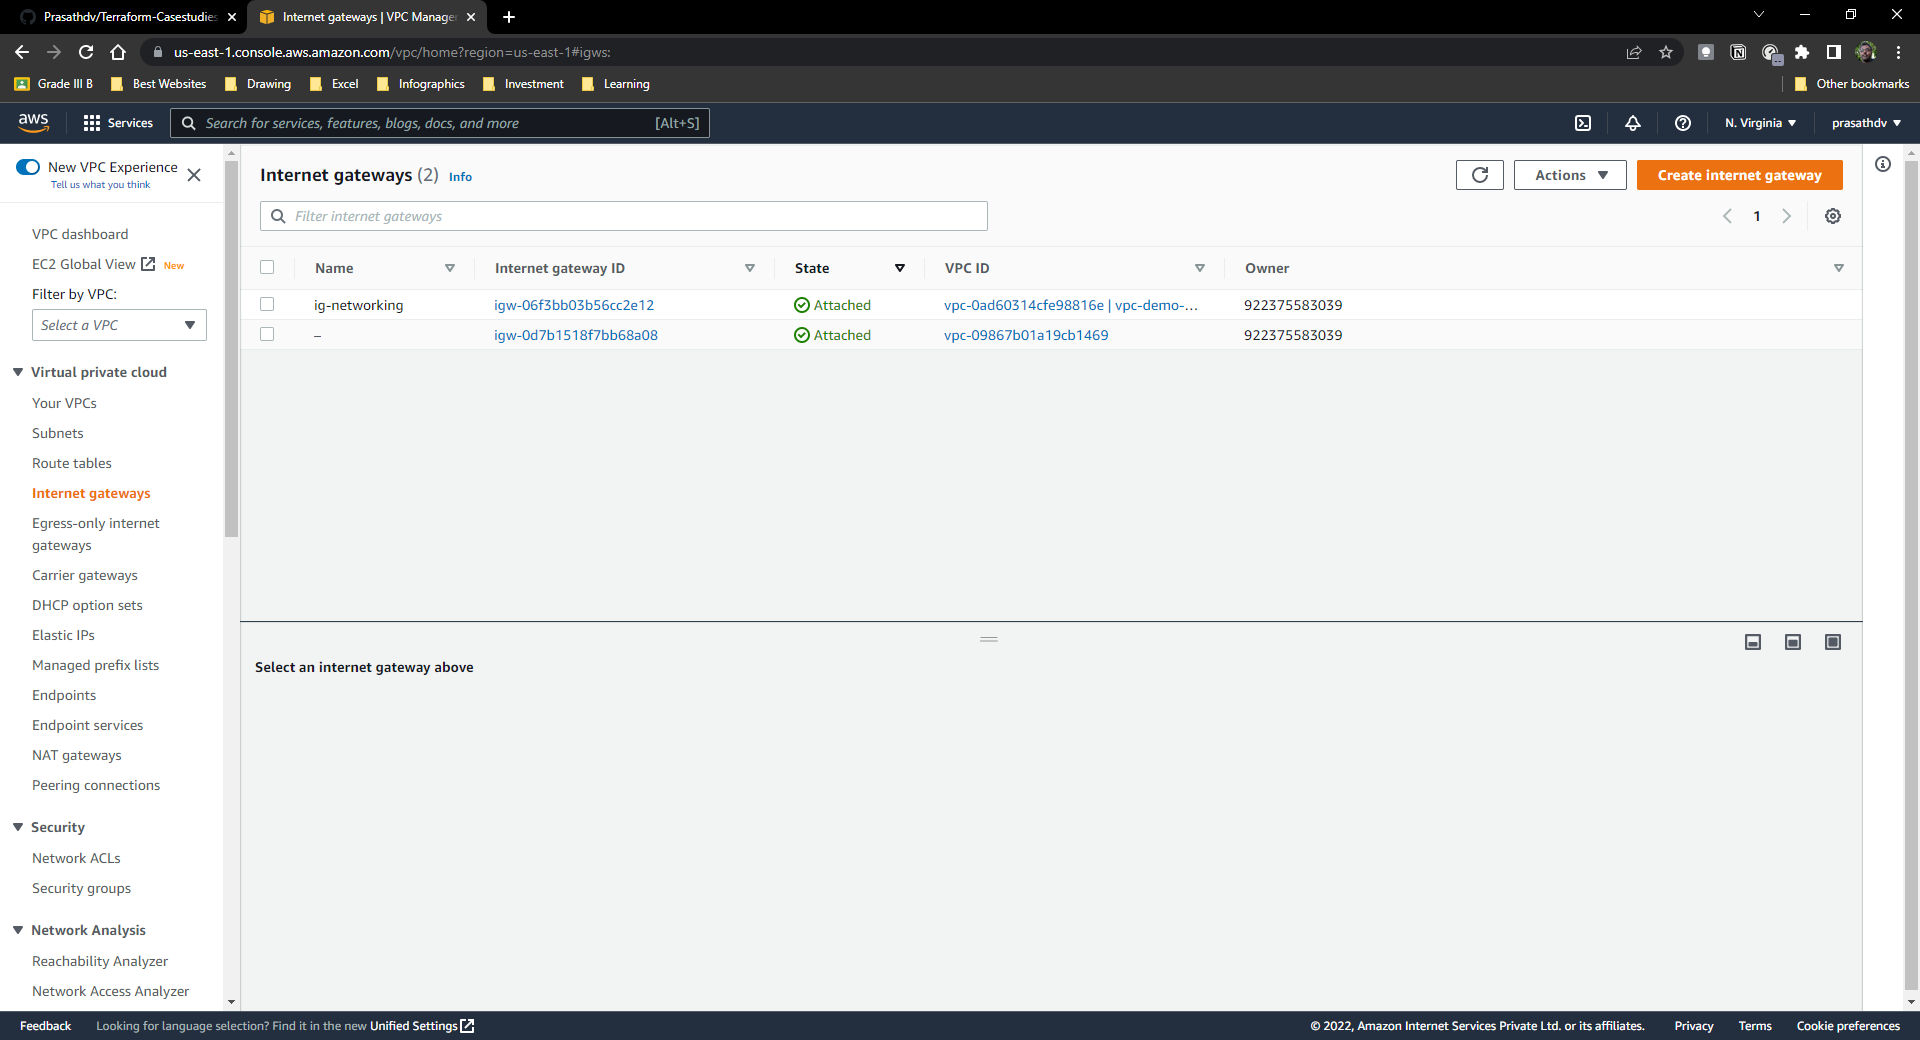 Prasathdv/Terraform-Casestudies
Internet gateways | VPC Manager
us-east-1.console.aws.amazon.com/vpc/home?region=us-east-1#igws:
Grade III B
Best Websites
Drawing
Excel
Infographics
Investment
Learning
Other bookmarks
aws
Services
Search for services, features, blogs, docs, and more
[Alt+S]
N. Virginia
prasathdv
New VPC Experience
Tell us what you think
VPC dashboard
EC2 Global View
New
Filter by VPC:
Select a VPC
Virtual private cloud
Your VPCs
Subnets
Route tables
Internet gateways
Egress-only internet
gateways
Carrier gateways
DHCP option sets
Elastic IPs
Managed prefix lists
Endpoints
Endpoint services
NAT gateways
Peering connections
Security
Network ACLs
Security groups
Network Analysis
Reachability Analyzer
Network Access Analyzer
Internet gateways (2) Info
Actions
Create internet gateway
Filter internet gateways
1
Name
Internet gateway ID
State
VPC ID
Owner
ig-networking
igw-06f3bb03b56cc2e12
Attached
vpc-0ad60314cfe98816e | vpc-demo-...
922375583039
–
igw-0d7b1518f7bb68a08
Attached
vpc-09867b01a19cb1469
922375583039
Select an internet gateway above
Feedback
Looking for language selection? Find it in the new Unified Settings
© 2022, Amazon Internet Services Private Ltd. or its affiliates.
Privacy
Terms
Cookie preferences